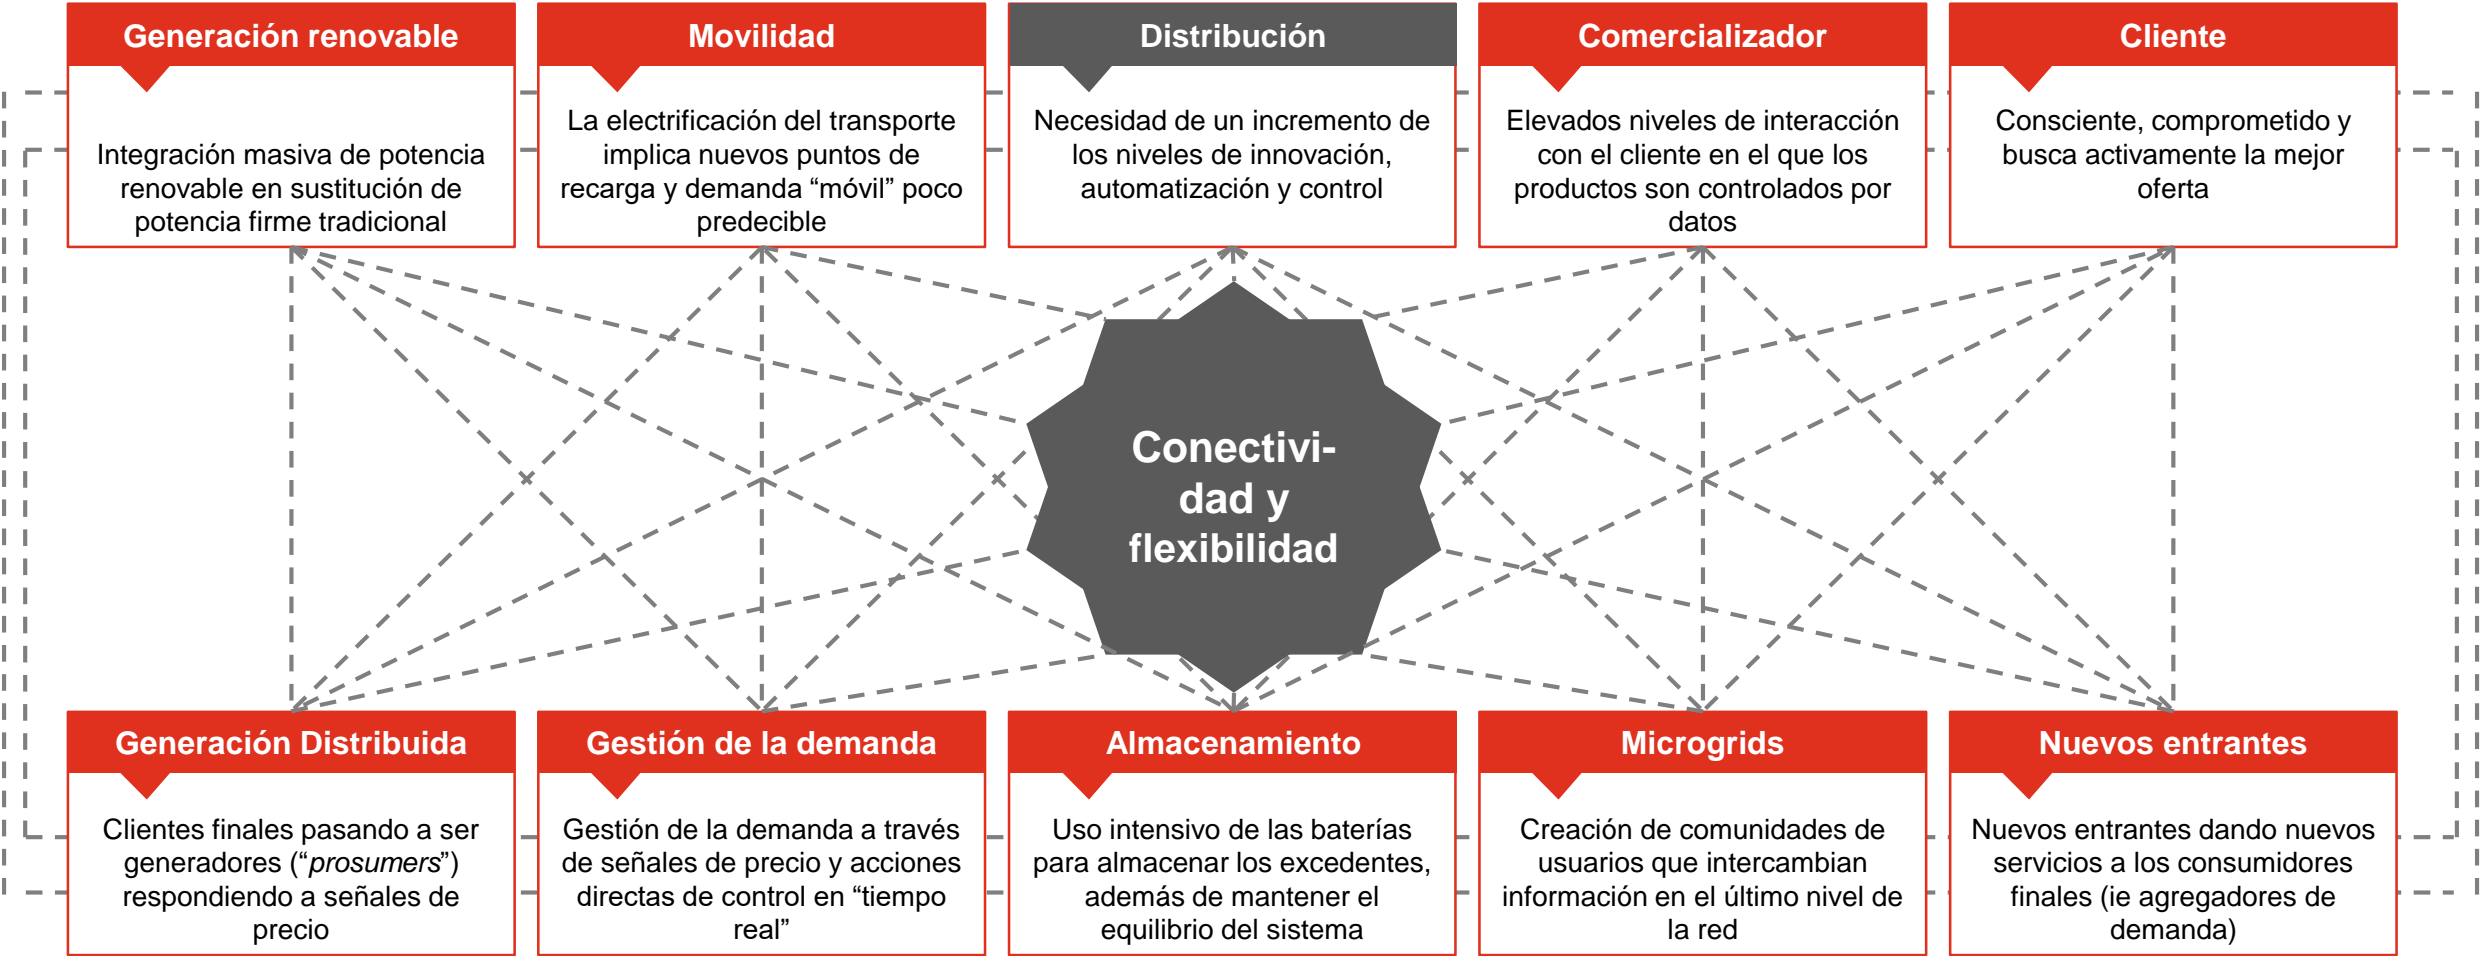 Generación renovable
Integración masiva de potencia
renovable en sustitución de
potencia firme tradicional
Movilidad
La electrificación del transporte
implica nuevos puntos de
recarga y demanda “móvil” poco
predecible
Distribución
Necesidad de un incremento de
los niveles de innovación,
automatización y control
Comercializador
Elevados niveles de interacción
con el cliente en el que los
productos son controlados por
datos
Cliente
Consciente, comprometido y
busca activamente la mejor
oferta
Conectivi-
dad y
flexibilidad
Generación Distribuida
Clientes finales pasando a ser
generadores (“prosumers”)
respondiendo a señales de
precio
Gestión de la demanda
Gestión de la demanda a través
de señales de precio y acciones
directas de control en “tiempo
real”
Almacenamiento
Uso intensivo de las baterías
para almacenar los excedentes,
además de mantener el
equilibrio del sistema
Microgrids
Creación de comunidades de
usuarios que intercambian
información en el último nivel de
la red
Nuevos entrantes
Nuevos entrantes dando nuevos
servicios a los consumidores
finales (ie agregadores de
demanda)